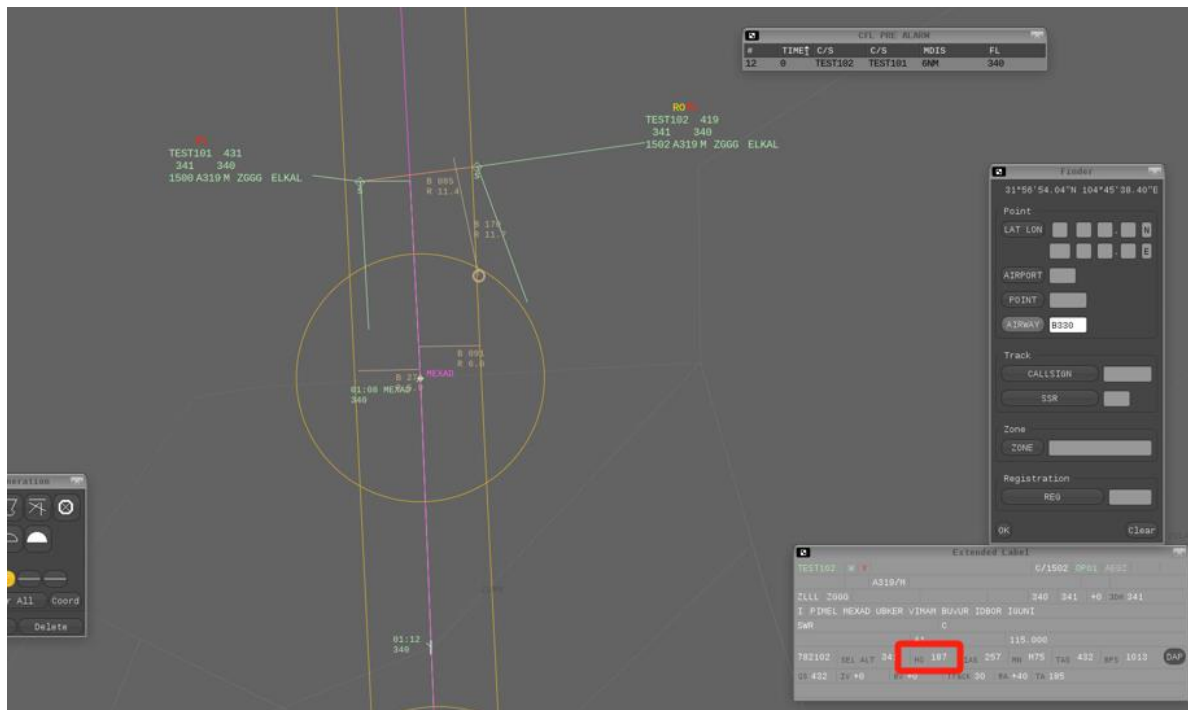 CFL PRE ALARM
# TIME↑ C/S C/S MDIS FL
12 0 TEST102 TEST101 6NM 340
TEST101 431
341 340
1500 A319 M ZGGG ELKAL
RO
TEST102 419
341 340
1502 A319 M ZGGG ELKAL
B 095
R 11.4
B 170
R 11.7
B 091
R 6.0
B 27
MEXAD
01:08 MEXAD
340
01:12
340
Finder
31°56'54.04"N 104°45'38.40"E
Point
LAT LON . N
. E
AIRPORT
POINT
AIRWAY B330
Track
CALLSIGN
SSR
Zone
ZONE
Registration
REG
OK Clear
All Coord
Delete
Extended Label
TEST102 W C/1502
A319/M
ZLLL ZGGG 340 341 +0 341
I PIMEL MEXAD UBKER VIMAM BUVUR IDBOR IGUNI
SWR C
115.000
782102 SEL ALT HG 187 IAS 257 MN M75 TAS 432 BPS 1013 DAP
GS 432 IV +0 +0 TRACK 30 RA +40 TA 185